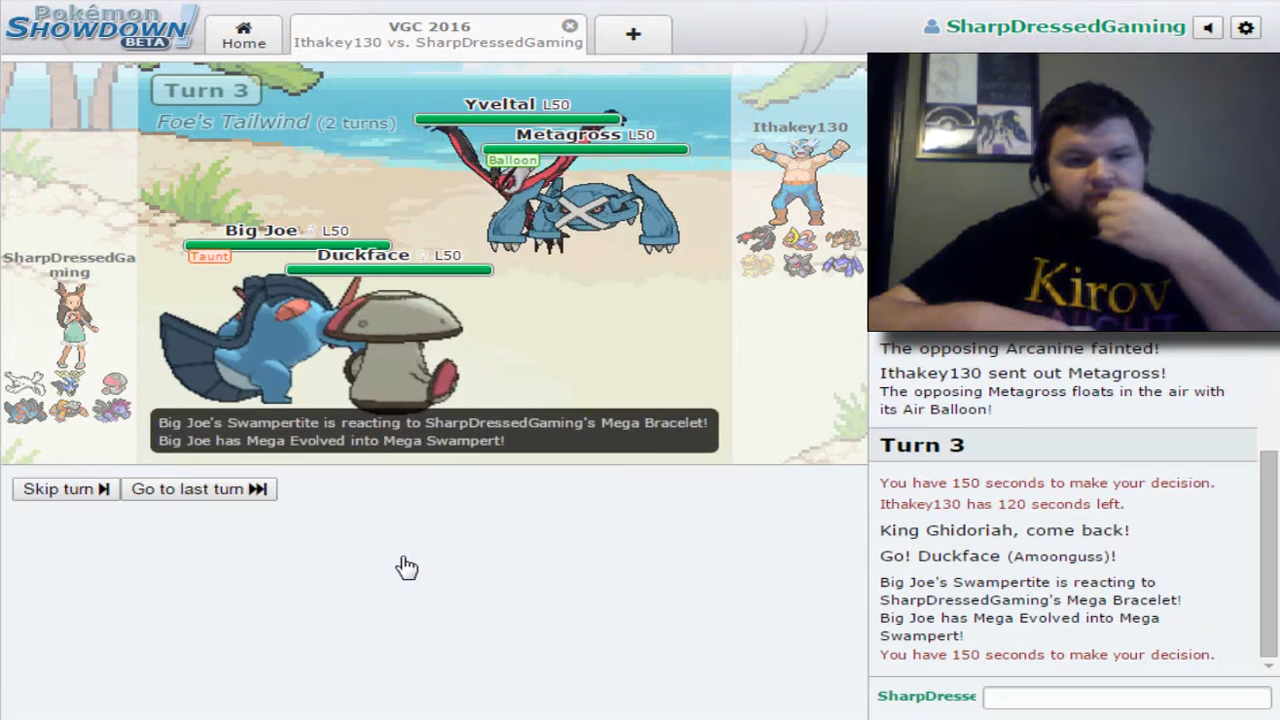 Pokémon
SHOWDOWN!
BETA
Home
VGC 2016
Ithakey130 vs. SharpDressedGaming
+
SharpDressedGaming
Turn 3
Foe's Tailwind (2 turns)
Yveltal L50
Metagross L50
Balloon
Ithakey130
Big Joe ♂ L50
Taunt
Duckface L50
SharpDressedGa
ming
Big Joe's Swampertite is reacting to SharpDressedGaming's Mega Bracelet!
Big Joe has Mega Evolved into Mega Swampert!
Skip turn
Go to last turn
Kirov
The opposing Arcanine fainted!
Ithakey130 sent out Metagross!
The opposing Metagross floats in the air with
its Air Balloon!
Turn 3
You have 150 seconds to make your decision.
Ithakey130 has 120 seconds left.
King Ghidoriah, come back!
Go! Duckface (Amoonguss)!
Big Joe's Swampertite is reacting to
SharpDressedGaming's Mega Bracelet!
Big Joe has Mega Evolved into Mega
Swampert!
You have 150 seconds to make your decision.
SharpDresse